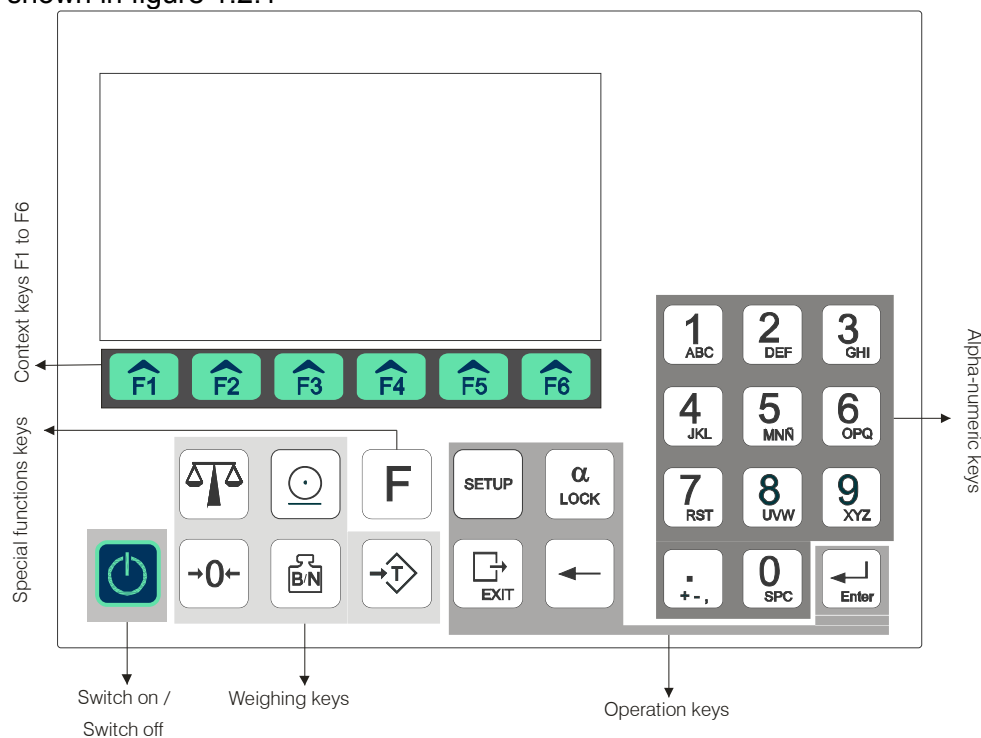 shown in figure 1.2.1
Context keys F1 to F6
F1 F2 F3 F4 F5 F6
Special functions keys
F
SETUP
α
LOCK
→0←
B/N
T
EXIT
1
ABC
2
DEF
3
GHI
4
JKL
5
MNÑ
6
OPQ
7
RST
8
UVW
9
XYZ
.
+ - ,
0
SPC
Enter
Alpha-numeric keys
Switch on /
Switch off
Weighing keys
Operation keys